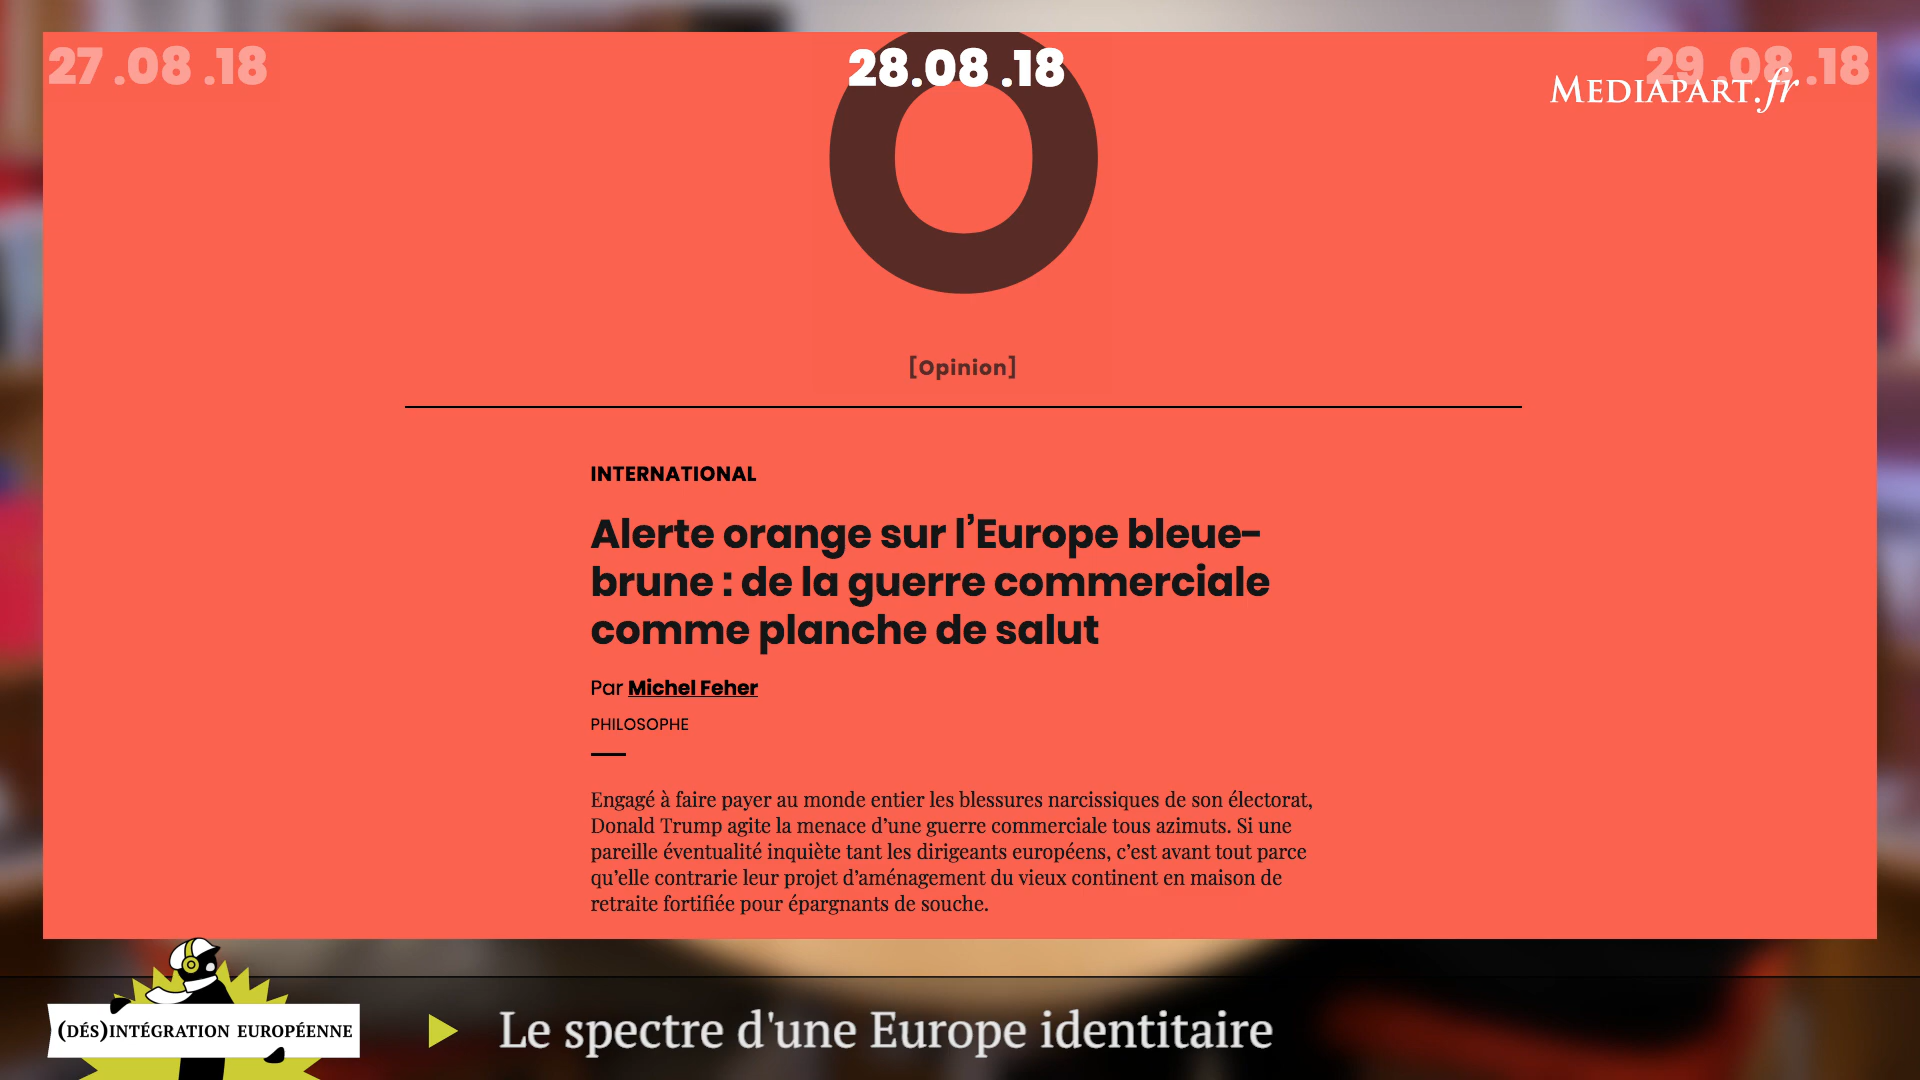 27 .08 .18
28.08 .18
29 .08 .18
MEDIAPART.fr
O
[Opinion]
INTERNATIONAL
Alerte orange sur l’Europe bleue-
brune : de la guerre commerciale
comme planche de salut
Par Michel Feher
PHILOSOPHE
Engagé à faire payer au monde entier les blessures narcissiques de son électorat,
Donald Trump agite la menace d’une guerre commerciale tous azimuts. Si une
pareille éventualité inquiète tant les dirigeants européens, c’est avant tout parce
qu’elle contrarie leur projet d’aménagement du vieux continent en maison de
retraite fortifiée pour épargnants de souche.
(DÉS)INTÉGRATION EUROPÉENNE
Le spectre d'une Europe identitaire